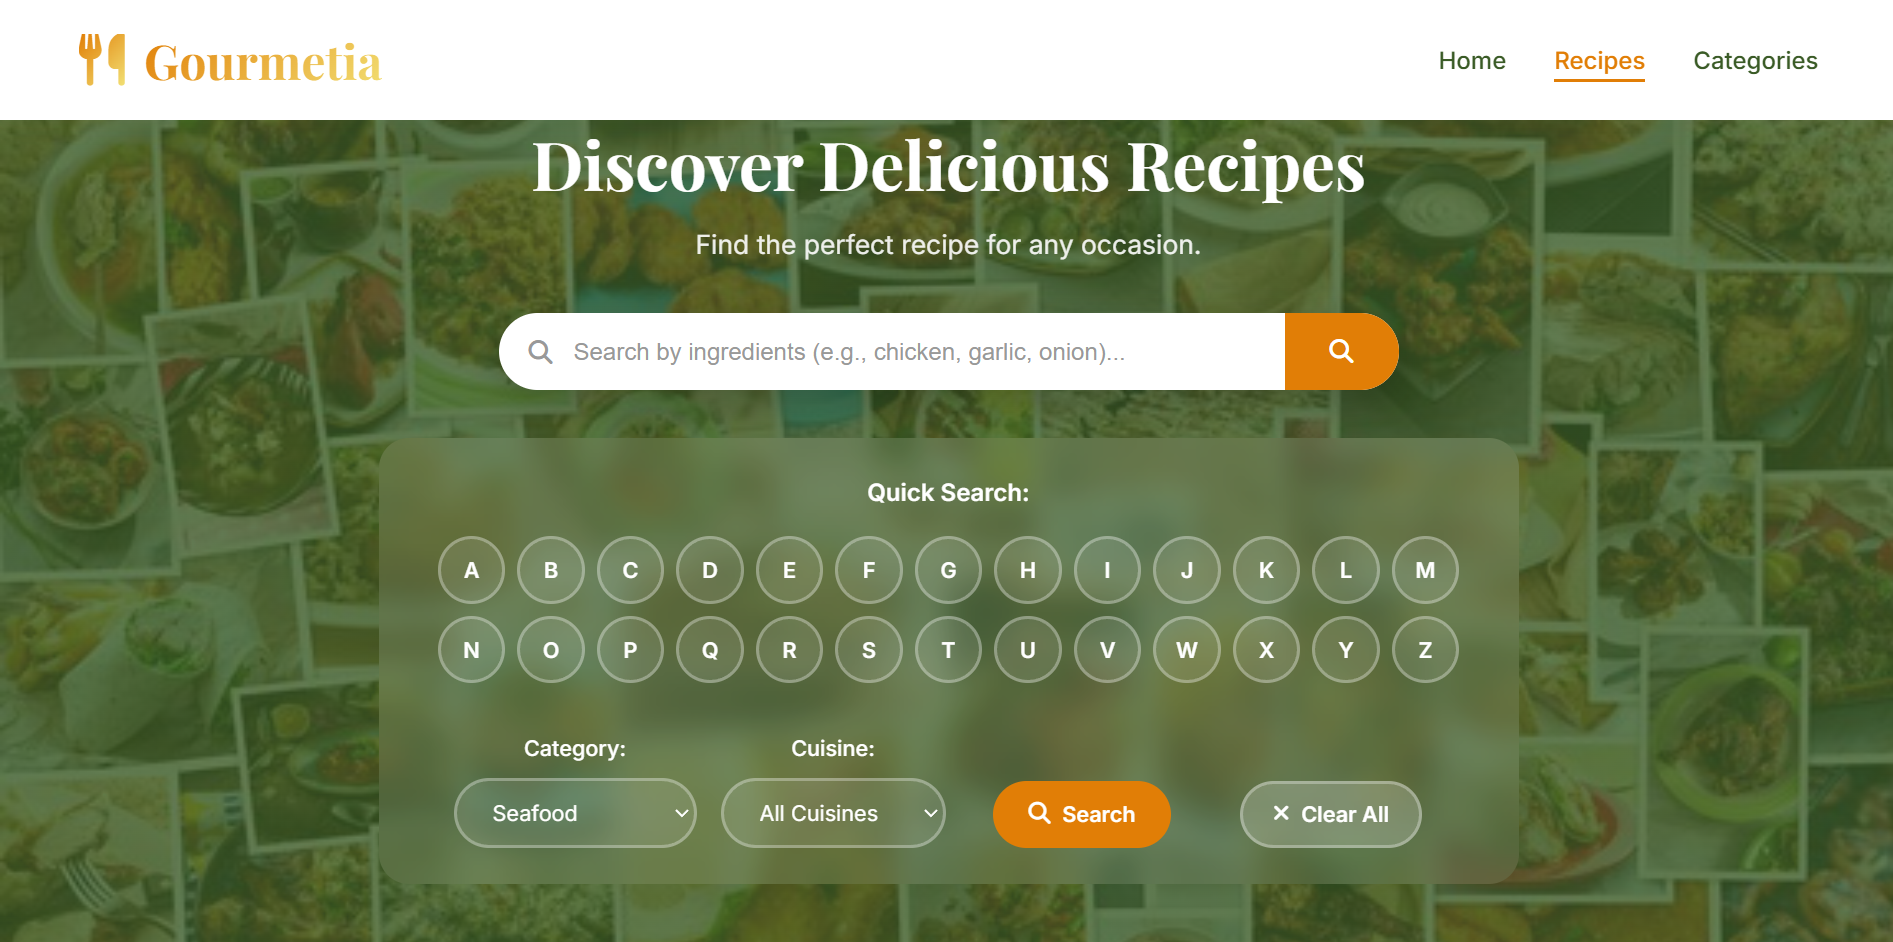 Gourmetia
Home Recipes Categories
Discover Delicious Recipes
Find the perfect recipe for any occasion.
Search by ingredients (e.g., chicken, garlic, onion)...
Quick Search:
A B C D E F G H I J K L M
N O P Q R S T U V W X Y Z
Category: Cuisine:
Seafood All Cuisines Search Clear All